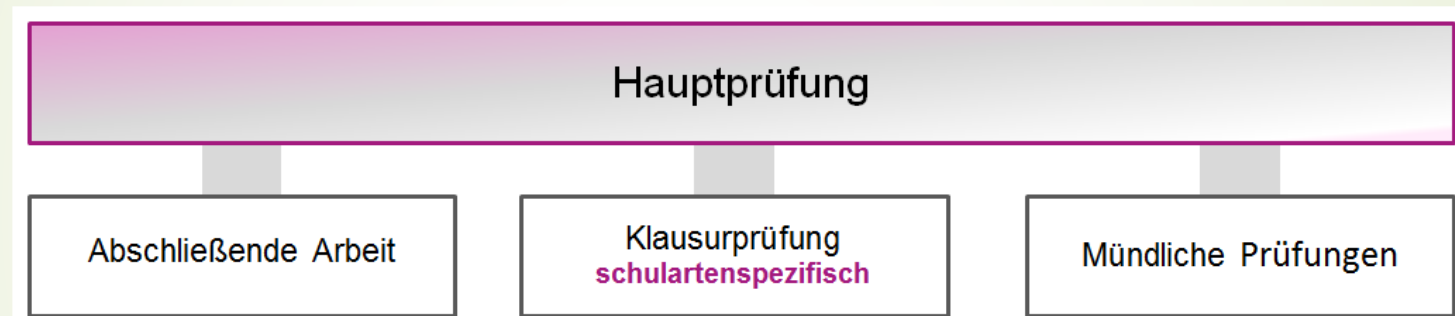 Hauptprüfung
Abschließende Arbeit
Klausurprüfung
schulartenspezifisch
Mündliche Prüfungen